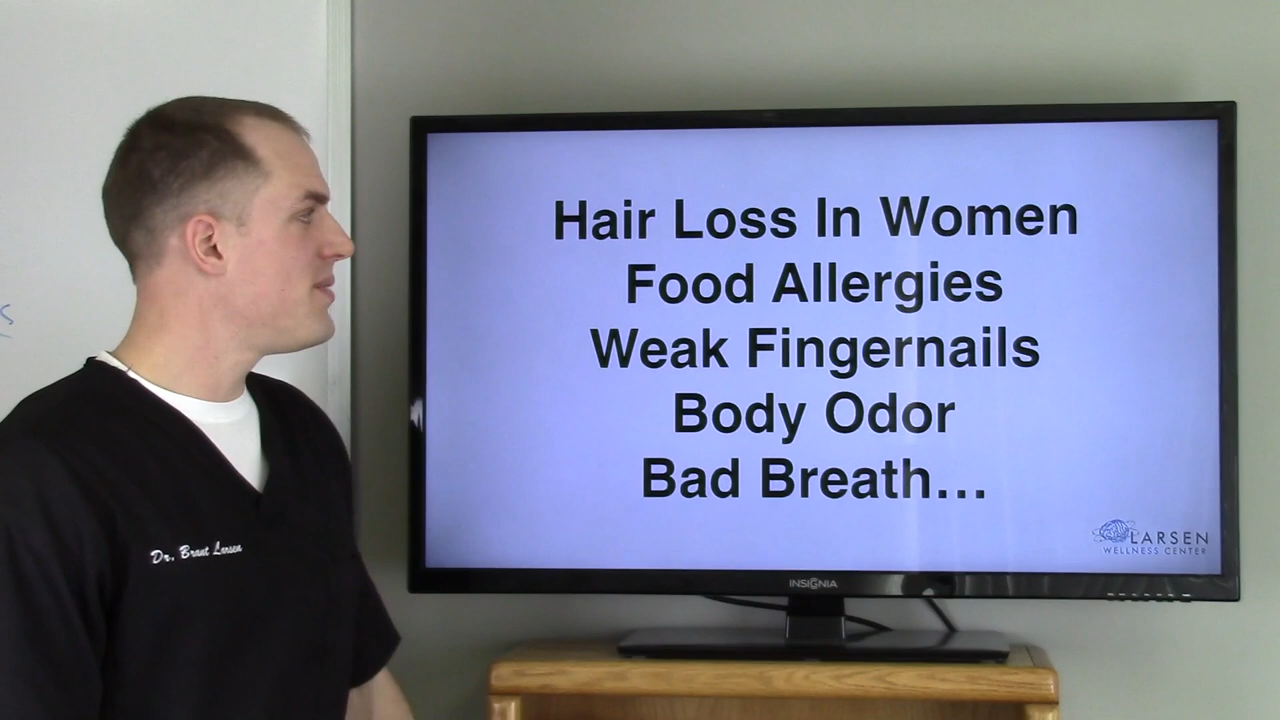 Hair Loss In Women
Food Allergies
Weak Fingernails
Body Odor
Bad Breath...
LARSEN
WELLNESS CENTER
INSIGNIA
Dr. Brant Larsen